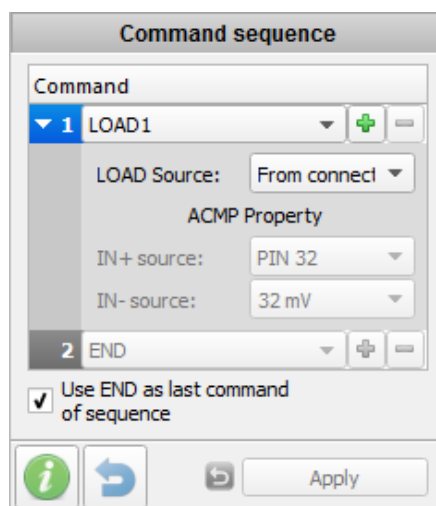 Command sequence
Command
1 LOAD1
LOAD Source: From connect
ACMP Property
IN+ source: PIN 32
IN- source: 32 mV
2 END
Use END as last command
of sequence
i Apply